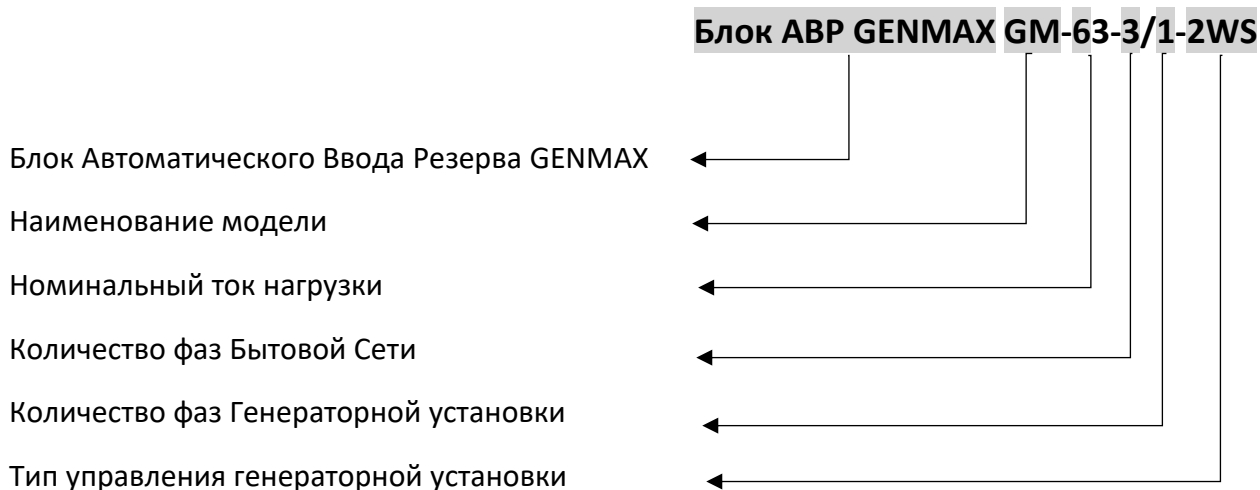 Блок АВР GENMAX GM-63-3/1-2WS
Блок Автоматического Ввода Резерва GENMAX
Наименование модели
Номинальный ток нагрузки
Количество фаз Бытовой Сети
Количество фаз Генераторной установки
Тип управления генераторной установки